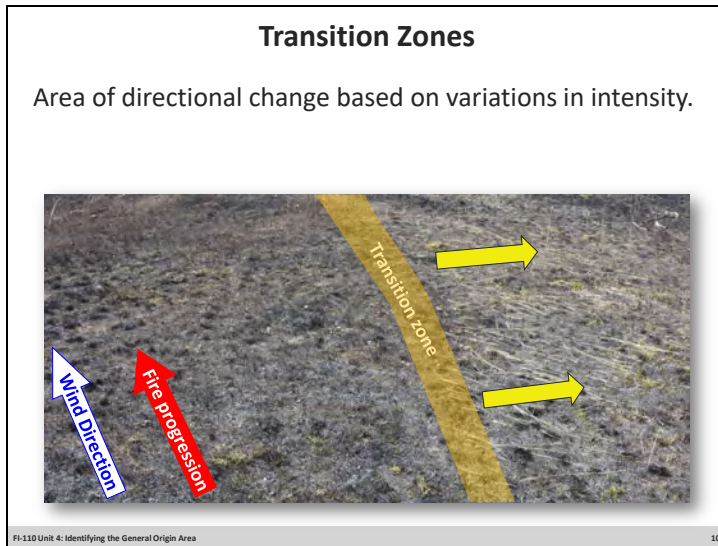 Transition Zones
Area of directional change based on variations in intensity.
Transition zone
Wind Direction
Fire progression
FI-110 Unit 4: Identifying the General Origin Area
10